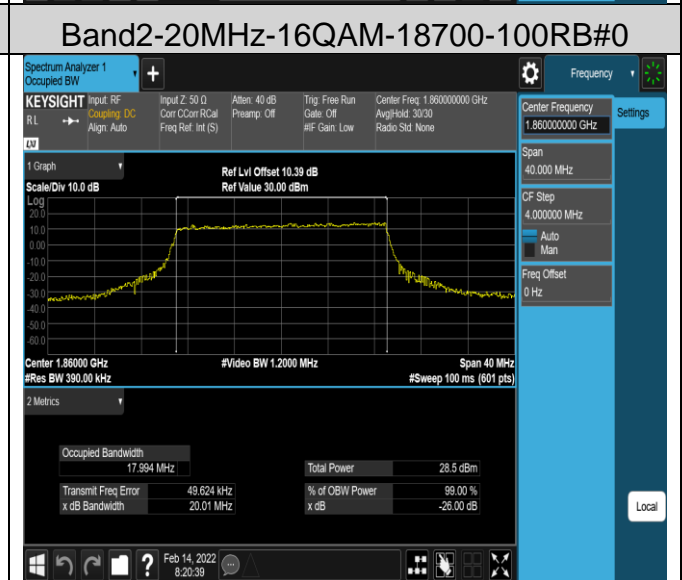 Band2-20MHz-16QAM-18700-100RB#0
Spectrum Analyzer 1
Occupied BW
+
Frequency
KEYSIGHT
RL
LXI
Input: RF
Coupling: DC
Align: Auto
Input Z: 50 Ω
Corr CCorr RCal
Freq Ref: Int (S)
Atten: 40 dB
Preamp: Off
Trig: Free Run
Gate: Off
#IF Gain: Low
Center Freq: 1.860000000 GHz
Avg|Hold: 30/30
Radio Std: None
Center Frequency
1.860000000 GHz
Settings
Span
40.000 MHz
CF Step
4.000000 MHz
Auto
Man
Freq Offset
0 Hz
1 Graph
Scale/Div 10.0 dB
Ref Lvl Offset 10.39 dB
Ref Value 30.00 dBm
Log
20.0
10.0
0.00
-10.0
-20.0
-30.0
-40.0
-50.0
-60.0
Center 1.86000 GHz
#Res BW 390.00 kHz
#Video BW 1.2000 MHz
Span 40 MHz
#Sweep 100 ms (601 pts)
2 Metrics
Occupied Bandwidth
17.994 MHz
Total Power 28.5 dBm
Transmit Freq Error 49.624 kHz
% of OBW Power 99.00 %
x dB Bandwidth 20.01 MHz
x dB -26.00 dB
Local
?
Feb 14, 2022
8:20:39